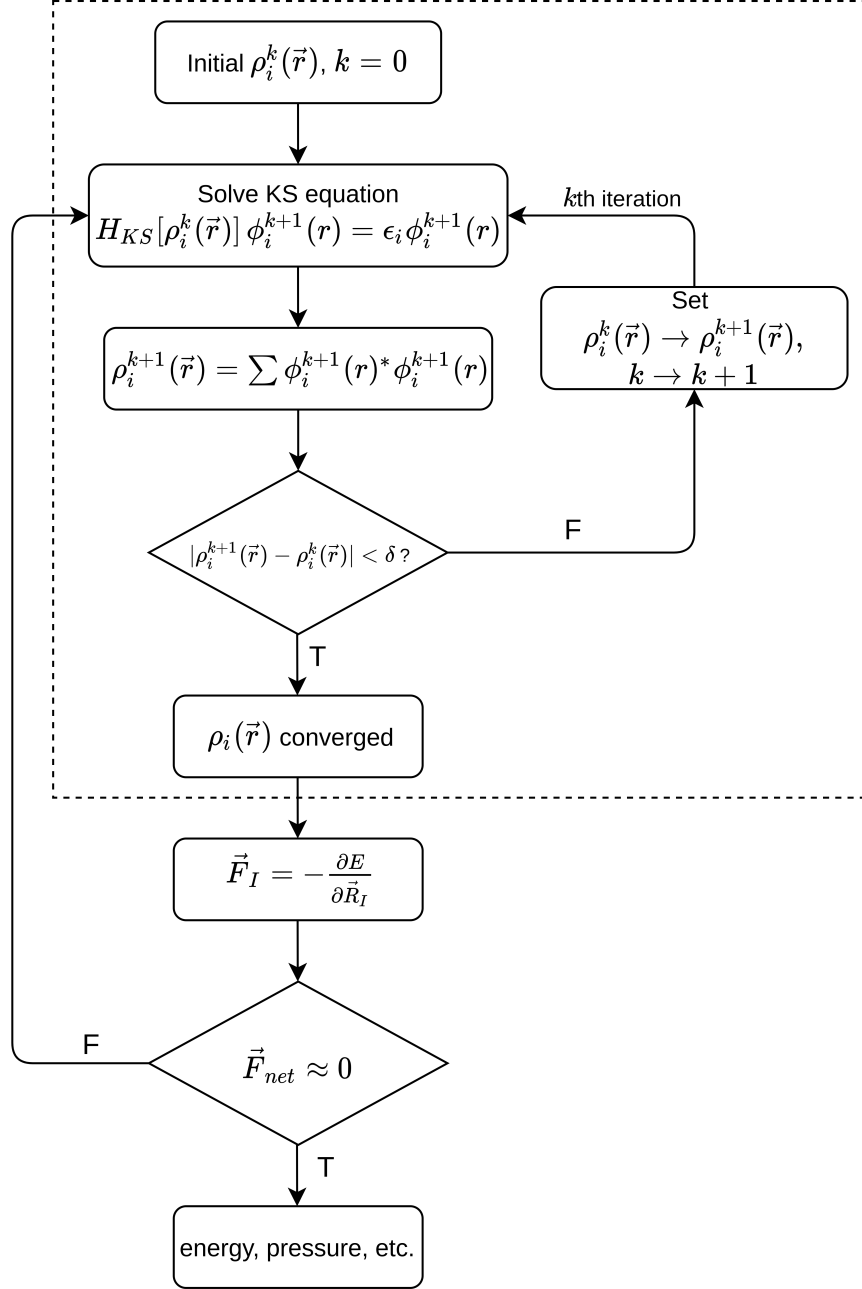 Initial $\rho_i^k(\vec{r})$, $k = 0$
Solve KS equation
$H_{KS}[\rho_i^k(\vec{r})]\,\phi_i^{k+1}(r) = \epsilon_i \phi_i^{k+1}(r)$
$k$th iteration
Set
$\rho_i^k(\vec{r}) \to \rho_i^{k+1}(\vec{r}),$
$k \to k + 1$
$\rho_i^{k+1}(\vec{r}) = \sum \phi_i^{k+1}(r)^* \phi_i^{k+1}(r)$
$|\rho_i^{k+1}(\vec{r}) - \rho_i^k(\vec{r})| < \delta$ ?
F
T
$\rho_i(\vec{r})$ converged
$\vec{F}_I = -\frac{\partial E}{\partial \vec{R}_I}$
F
$\vec{F}_{net} \approx 0$
T
energy, pressure, etc.